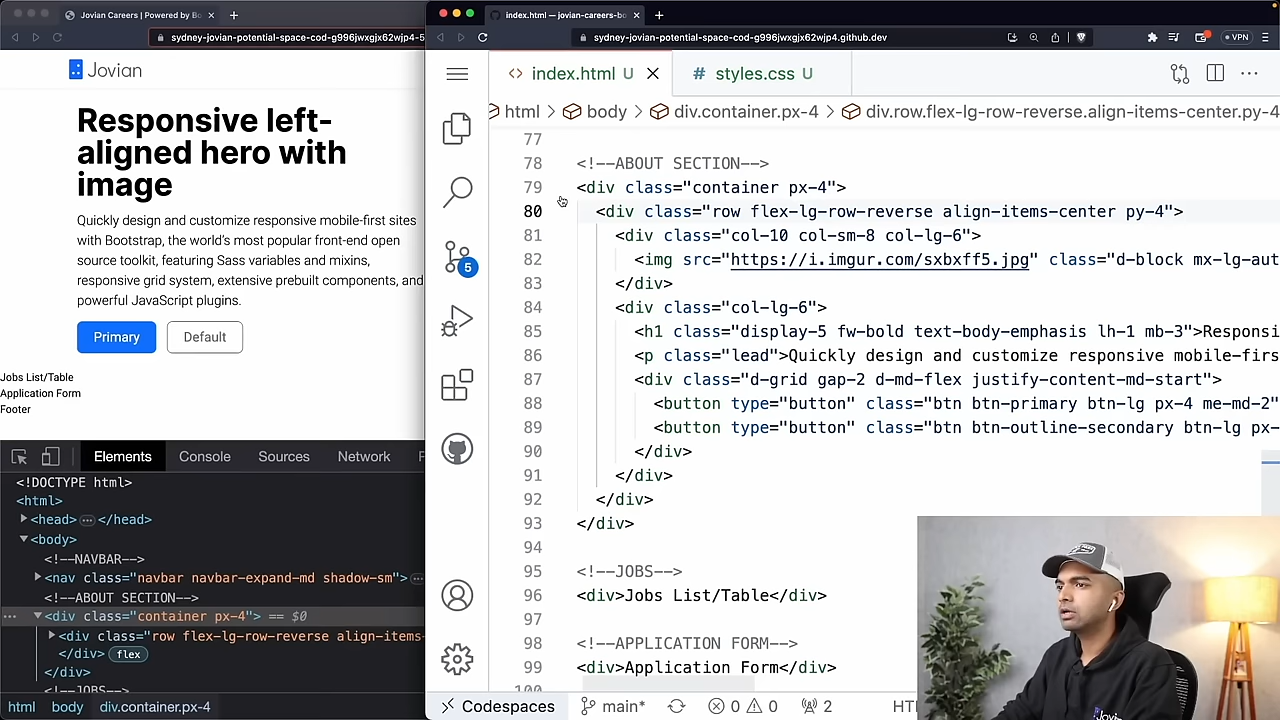 Jovian Careers | Powered by Bo
index.html — jovian-careers-bo
sydney-jovian-potential-space-cod-g996jwxgjx62wjp4-5
sydney-jovian-potential-space-cod-g996jwxgjx62wjp4.github.dev
VPN
Jovian
Responsive left-
aligned hero with
image
Quickly design and customize responsive mobile-first sites
with Bootstrap, the world’s most popular front-end open
source toolkit, featuring Sass variables and mixins,
responsive grid system, extensive prebuilt components, and
powerful JavaScript plugins.
Primary
Default
Jobs List/Table
Application Form
Footer
Elements
Console
Sources
Network
<!DOCTYPE html>
<html>
<head> ... </head>
<body>
<!--NAVBAR-->
<nav class="navbar navbar-expand-md shadow-sm"> ...
<!--ABOUT SECTION-->
... <div class="container px-4"> == $0
<div class="row flex-lg-row-reverse align-items-
</div> flex
</div>
<!--JOBS-->
html body div.container.px-4
index.html U
# styles.css U
html > body > div.container.px-4 > div.row.flex-lg-row-reverse.align-items-center.py-4
5
77
78 <!--ABOUT SECTION-->
79 <div class="container px-4">
80 <div class="row flex-lg-row-reverse align-items-center py-4">
81 <div class="col-10 col-sm-8 col-lg-6">
82 <img src="https://i.imgur.com/sxbxff5.jpg" class="d-block mx-lg-aut
83 </div>
84 <div class="col-lg-6">
85 <h1 class="display-5 fw-bold text-body-emphasis lh-1 mb-3">Responsi
86 <p class="lead">Quickly design and customize responsive mobile-firs
87 <div class="d-grid gap-2 d-md-flex justify-content-md-start">
88 <button type="button" class="btn btn-primary btn-lg px-4 me-md-2"
89 <button type="button" class="btn btn-outline-secondary btn-lg px-
90 </div>
91 </div>
92 </div>
93 </div>
94
95 <!--JOBS-->
96 <div>Jobs List/Table</div>
97
98 <!--APPLICATION FORM-->
99 <div>Application Form</div>
100
Codespaces main* 0 0 2 HT